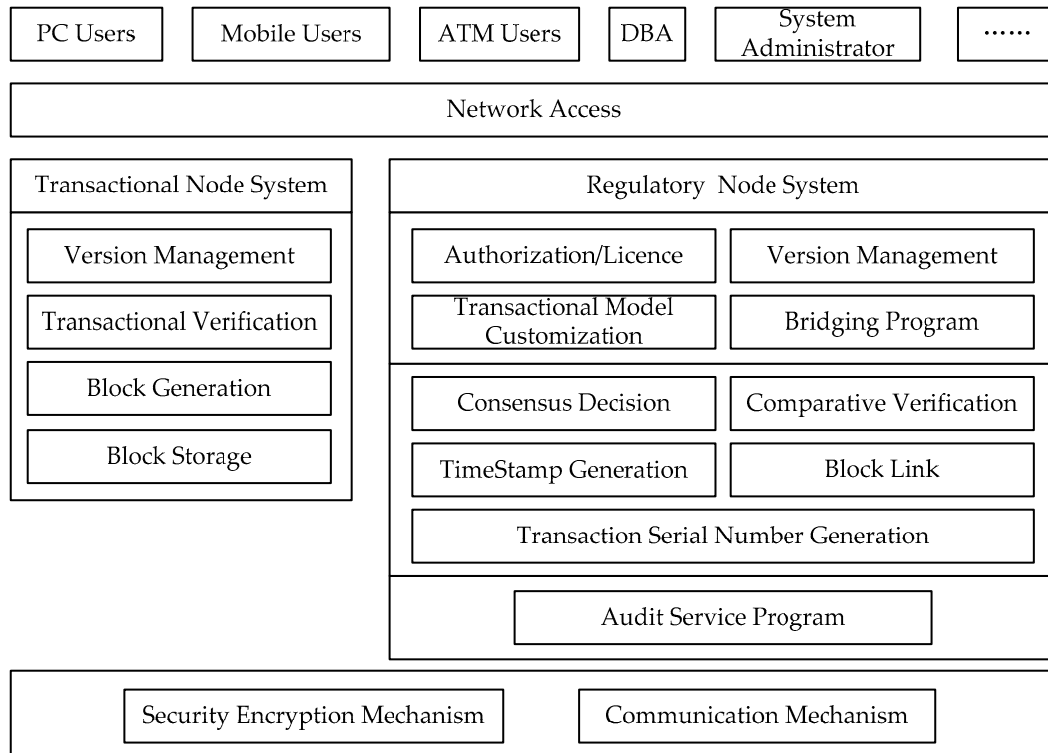 PC Users
Mobile Users
ATM Users
DBA
System
Administrator
......
Network Access
Transactional Node System
Version Management
Transactional Verification
Block Generation
Block Storage
Regulatory Node System
Authorization/Licence
Version Management
Transactional Model
Customization
Bridging Program
Consensus Decision
Comparative Verification
TimeStamp Generation
Block Link
Transaction Serial Number Generation
Audit Service Program
Security Encryption Mechanism
Communication Mechanism